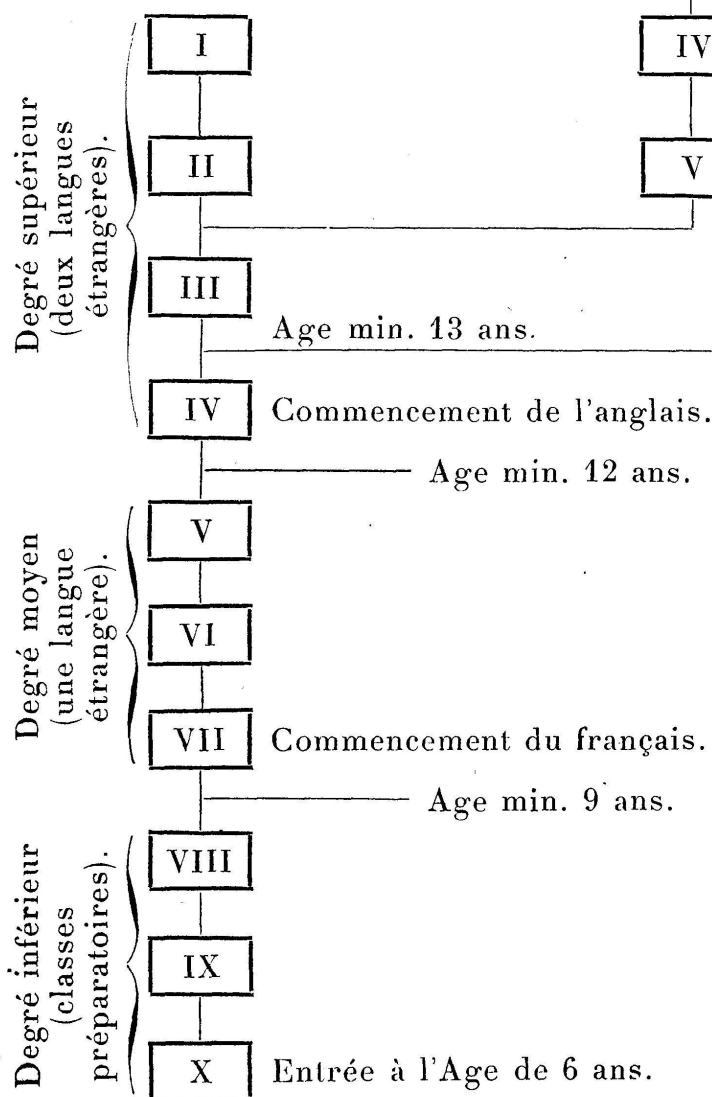 I
IV
Degré supérieur
(deux langues
étrangères).
II
V
III
Age min. 13 ans.
IV Commencement de l'anglais.
Age min. 12 ans.
Degré moyen
(une langue
étrangère).
V
VI
VII Commencement du français.
Age min. 9 ans.
Degré inférieur
(classes
préparatoires).
VIII
IX
X Entrée à l'Age de 6 ans.